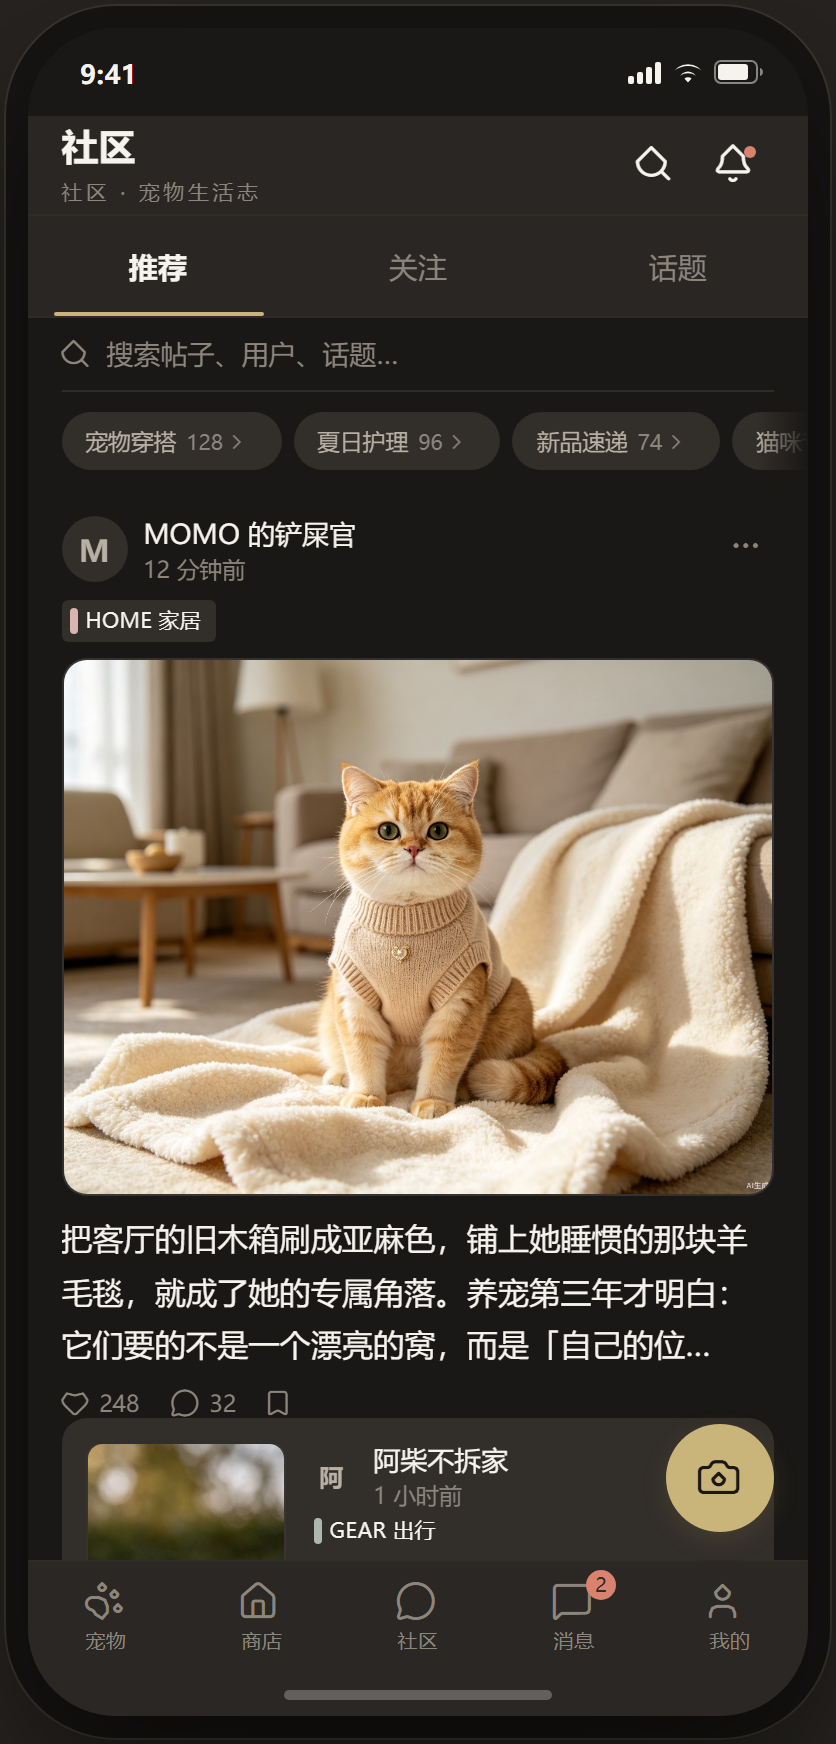 9:41
社区
社区 · 宠物生活志
推荐 关注 话题
搜索帖子、用户、话题...
宠物穿搭 128 夏日护理 96 新品速递 74 猫咪
M MOMO 的铲屎官
12 分钟前
HOME 家居
AI生成
把客厅的旧木箱刷成亚麻色，铺上她睡惯的那块羊
毛毯，就成了她的专属角落。养宠第三年才明白：
它们要的不是一个漂亮的窝，而是「自己的位...
248 32
阿 阿柴不拆家
1 小时前
GEAR 出行
2
宠物 商店 社区 消息 我的